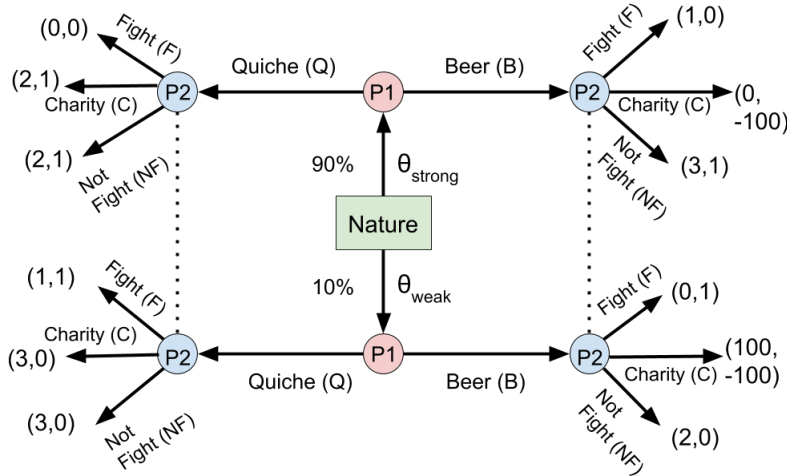 (0,0)
Fight (F)
(2,1)
Charity (C)
(2,1)
Not
Fight (NF)
P2
Quiche (Q)
P1
Beer (B)
P2
Fight (F)
(1,0)
Charity (C)
(0,
-100)
Not
Fight (NF)
(3,1)
90%
θstrong
Nature
10%
θweak
(1,1)
Fight (F)
Charity (C)
(3,0)
(3,0)
Not
Fight (NF)
P2
Quiche (Q)
P1
Beer (B)
P2
Fight (F)
(0,1)
Charity (C)
(100,
-100)
Not
Fight (NF)
(2,0)